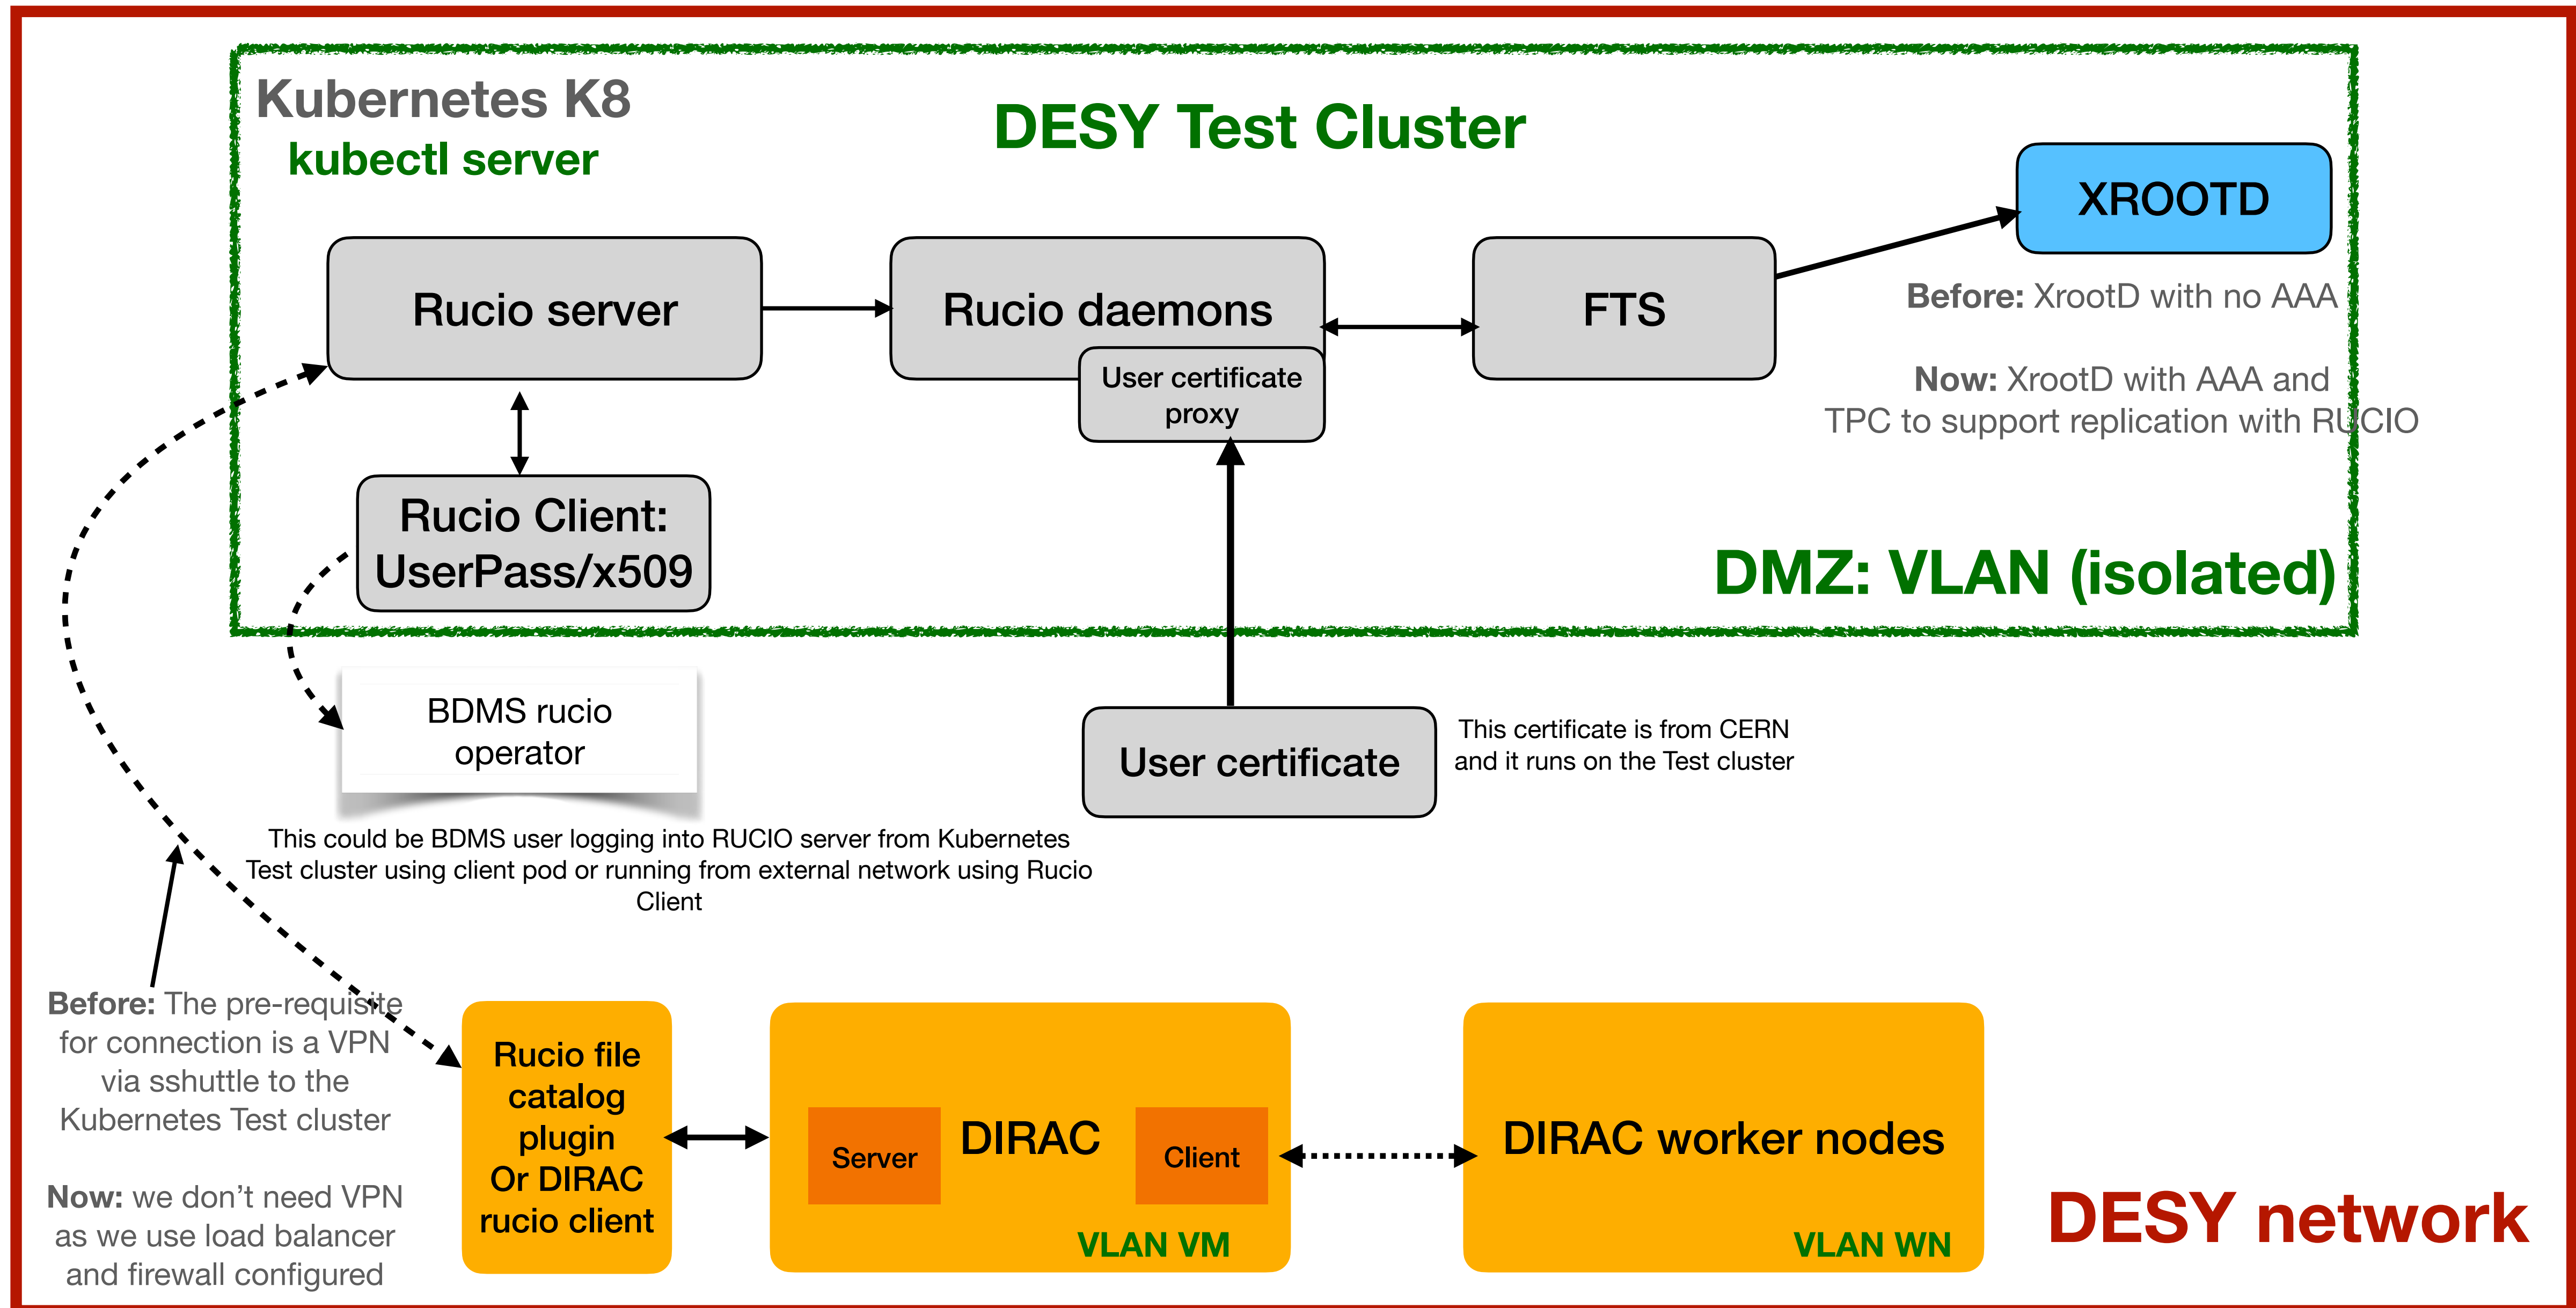 Kubernetes K8
kubectl server
DESY Test Cluster
XROOTD
Rucio server
Rucio daemons
FTS
User certificate
proxy
Before: XrootD with no AAA
Now: XrootD with AAA and
TPC to support replication with RUCIO
Rucio Client:
UserPass/x509
DMZ: VLAN (isolated)
BDMS rucio
operator
User certificate
This certificate is from CERN
and it runs on the Test cluster
This could be BDMS user logging into RUCIO server from Kubernetes
Test cluster using client pod or running from external network using Rucio
Client
Before: The pre-requisite
for connection is a VPN
via sshuttle to the
Kubernetes Test cluster
Now: we don't need VPN
as we use load balancer
and firewall configured
Rucio file
catalog
plugin
Or DIRAC
rucio client
Server
DIRAC
Client
VLAN VM
DIRAC worker nodes
VLAN WN
DESY network